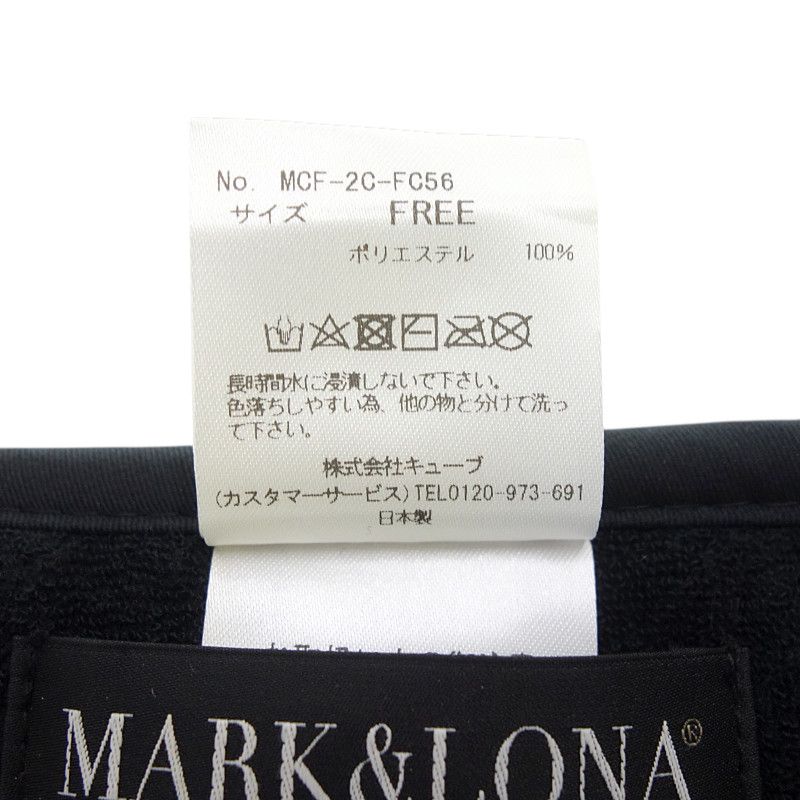 No. MCF-2C-FC56
サイズ FREE
ポリエステル 100%
長時間水に浸漬しないで下さい。
色落ちしやすい為、他の物と分けて洗っ
て下さい。
株式会社キューブ
(カスタマーサービス)TEL0120-973-691
日本製
MARK&LONA®